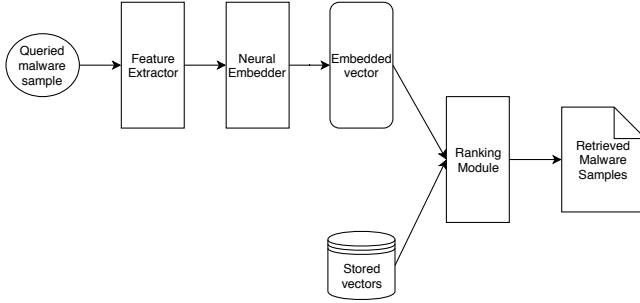 Queried
malware
sample
Feature
Extractor
Neural
Embedder
Embedded
vector
Ranking
Module
Retrieved
Malware
Samples
Stored
vectors